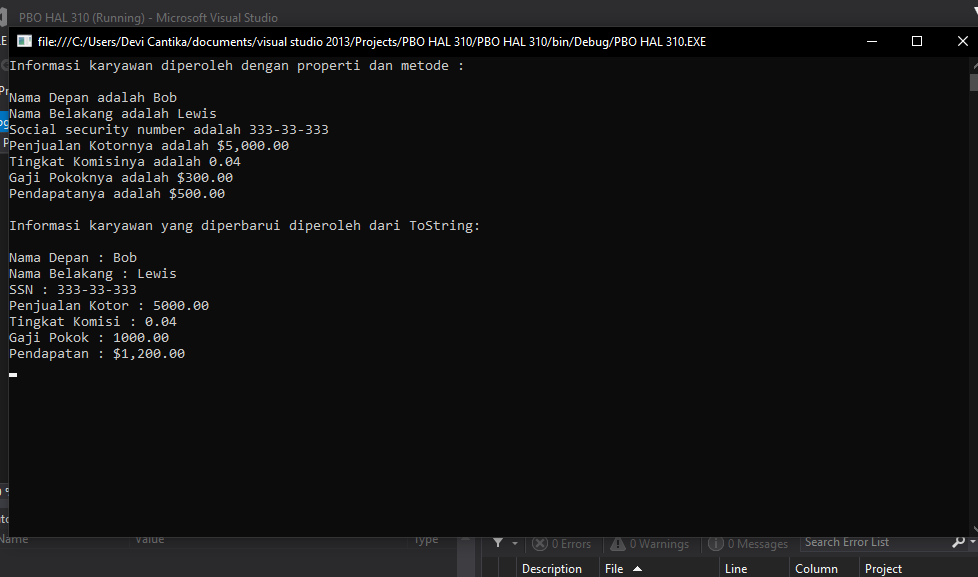 PBO HAL 310 (Running) - Microsoft Visual Studio
file:///C:/Users/Devi Cantika/documents/visual studio 2013/Projects/PBO HAL 310/PBO HAL 310/bin/Debug/PBO HAL 310.EXE
Informasi karyawan diperoleh dengan properti dan metode :
Nama Depan adalah Bob
Nama Belakang adalah Lewis
Social security number adalah 333-33-333
Penjualan Kotornya adalah $5,000.00
Tingkat Komisinya adalah 0.04
Gaji Pokoknya adalah $300.00
Pendapatanya adalah $500.00
Informasi karyawan yang diperbarui diperoleh dari ToString:
Nama Depan : Bob
Nama Belakang : Lewis
SSN : 333-33-333
Penjualan Kotor : 5000.00
Tingkat Komisi : 0.04
Gaji Pokok : 1000.00
Pendapatan : $1,200.00
Name Value Type
0 Errors 0 Warnings 0 Messages Search Error List
Description File Line Column Project